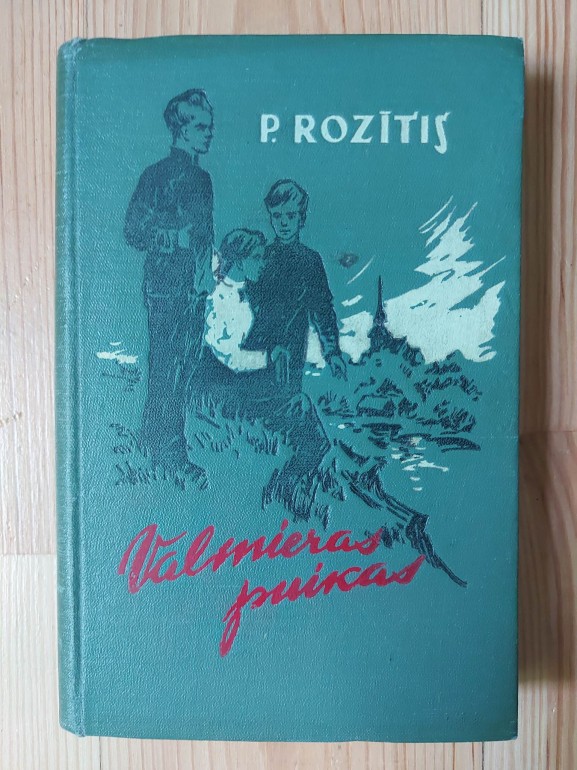 P. ROZĪTIS
Valmieras
puikas